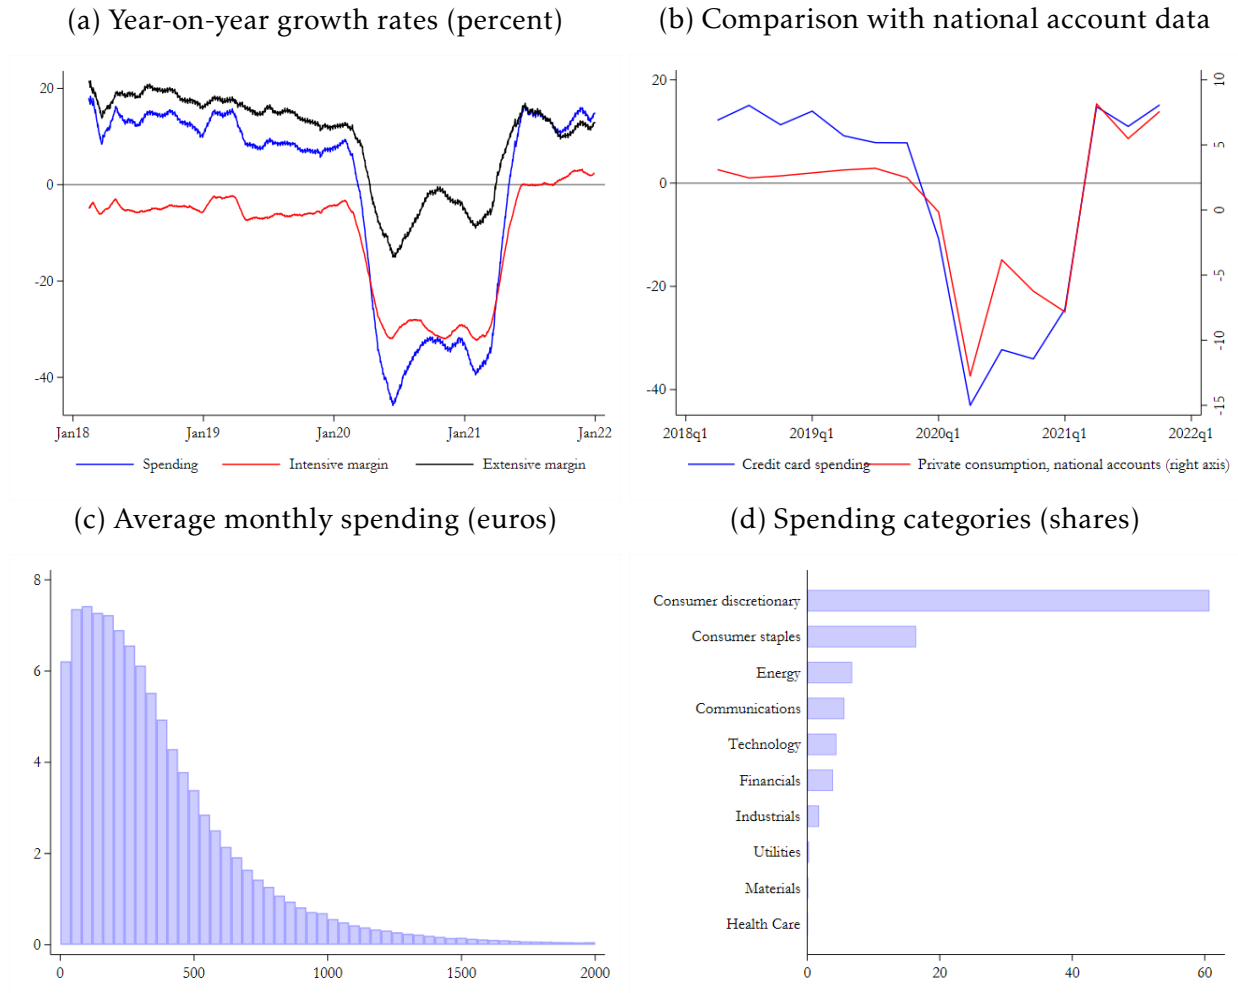 (a) Year-on-year growth rates (percent)
20
0
-20
-40
Jan18 Jan19 Jan20 Jan21 Jan22
Spending Intensive margin Extensive margin
(b) Comparison with national account data
20
0
-20
-40
10
5
0
-5
-10
-15
2018q1 2019q1 2020q1 2021q1 2022q1
Credit card spending Private consumption, national accounts (right axis)
(c) Average monthly spending (euros)
8
6
4
2
0
0 500 1000 1500 2000
(d) Spending categories (shares)
Consumer discretionary
Consumer staples
Energy
Communications
Technology
Financials
Industrials
Utilities
Materials
Health Care
0 20 40 60